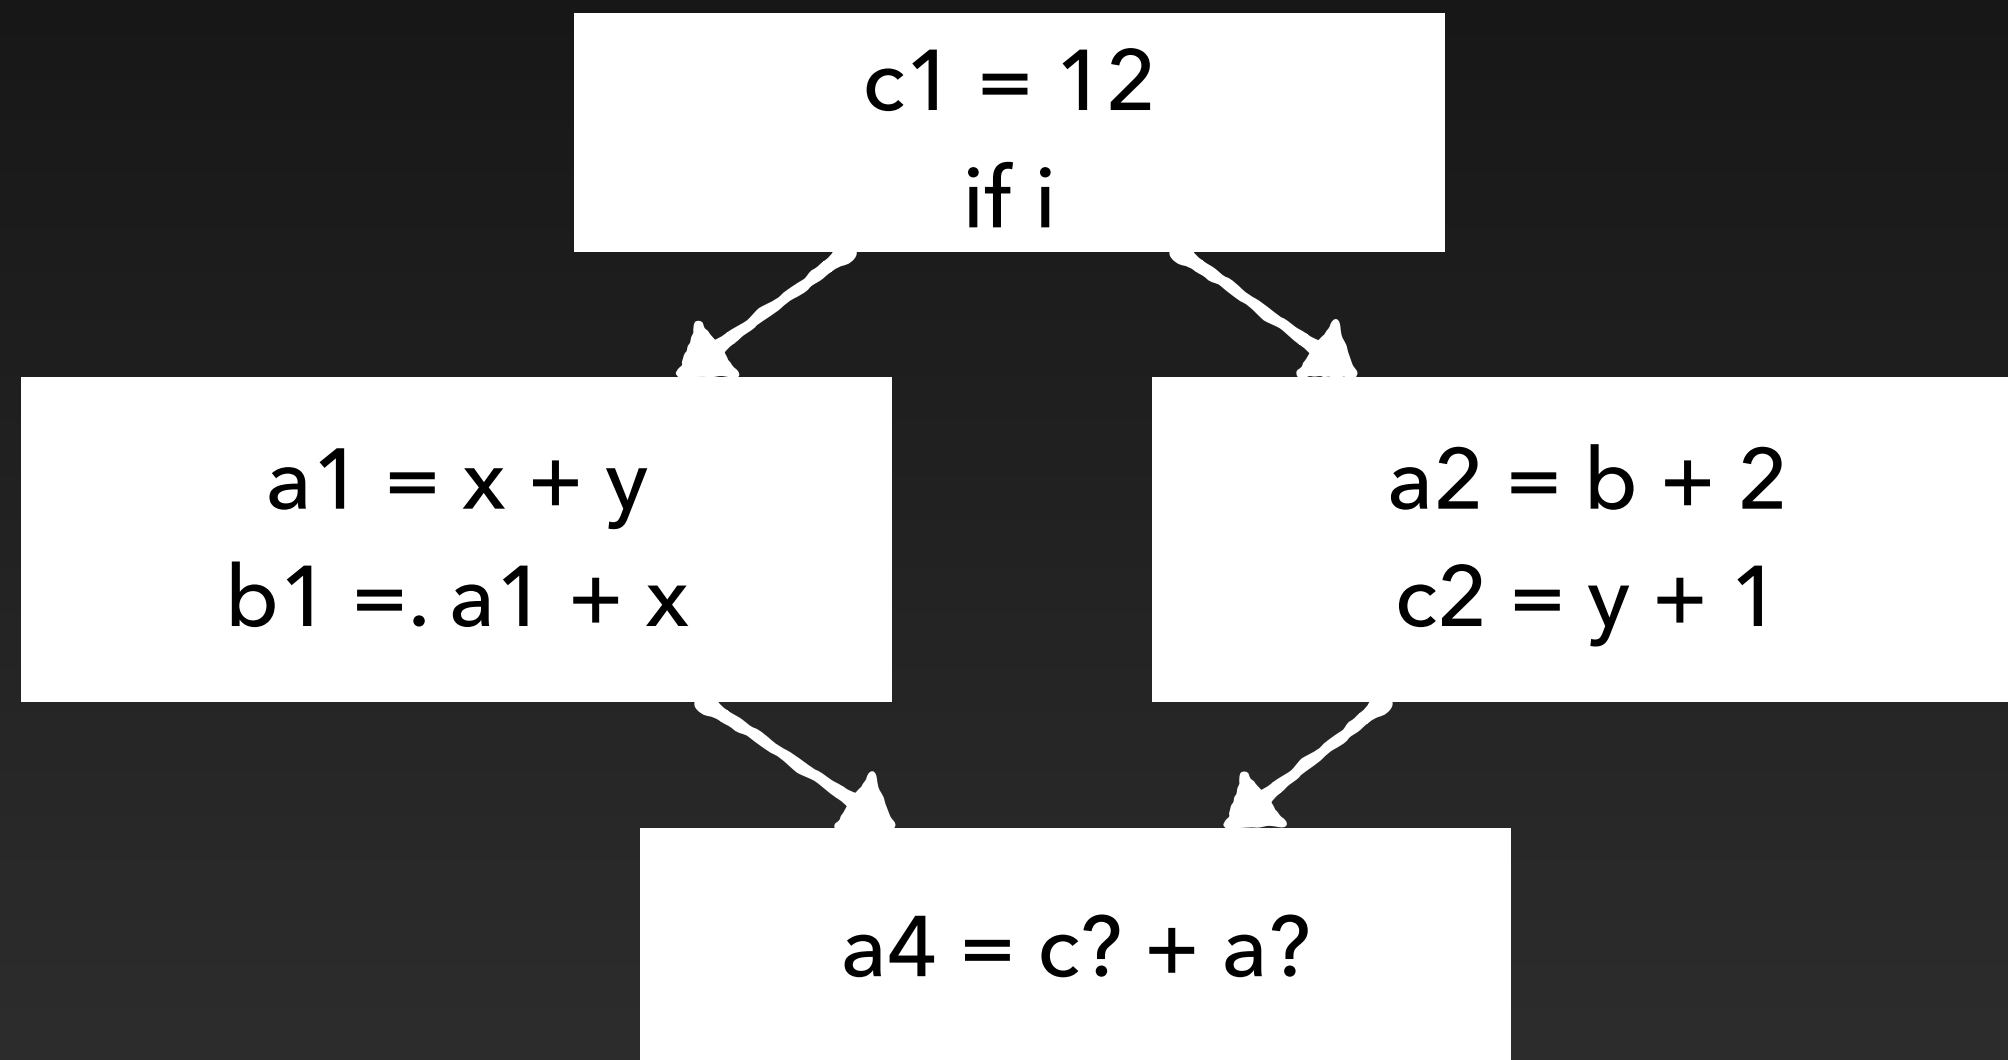 c1 = 12
if i
a1 = x + y
b1 =. a1 + x
a2 = b + 2
c2 = y + 1
a4 = c? + a?